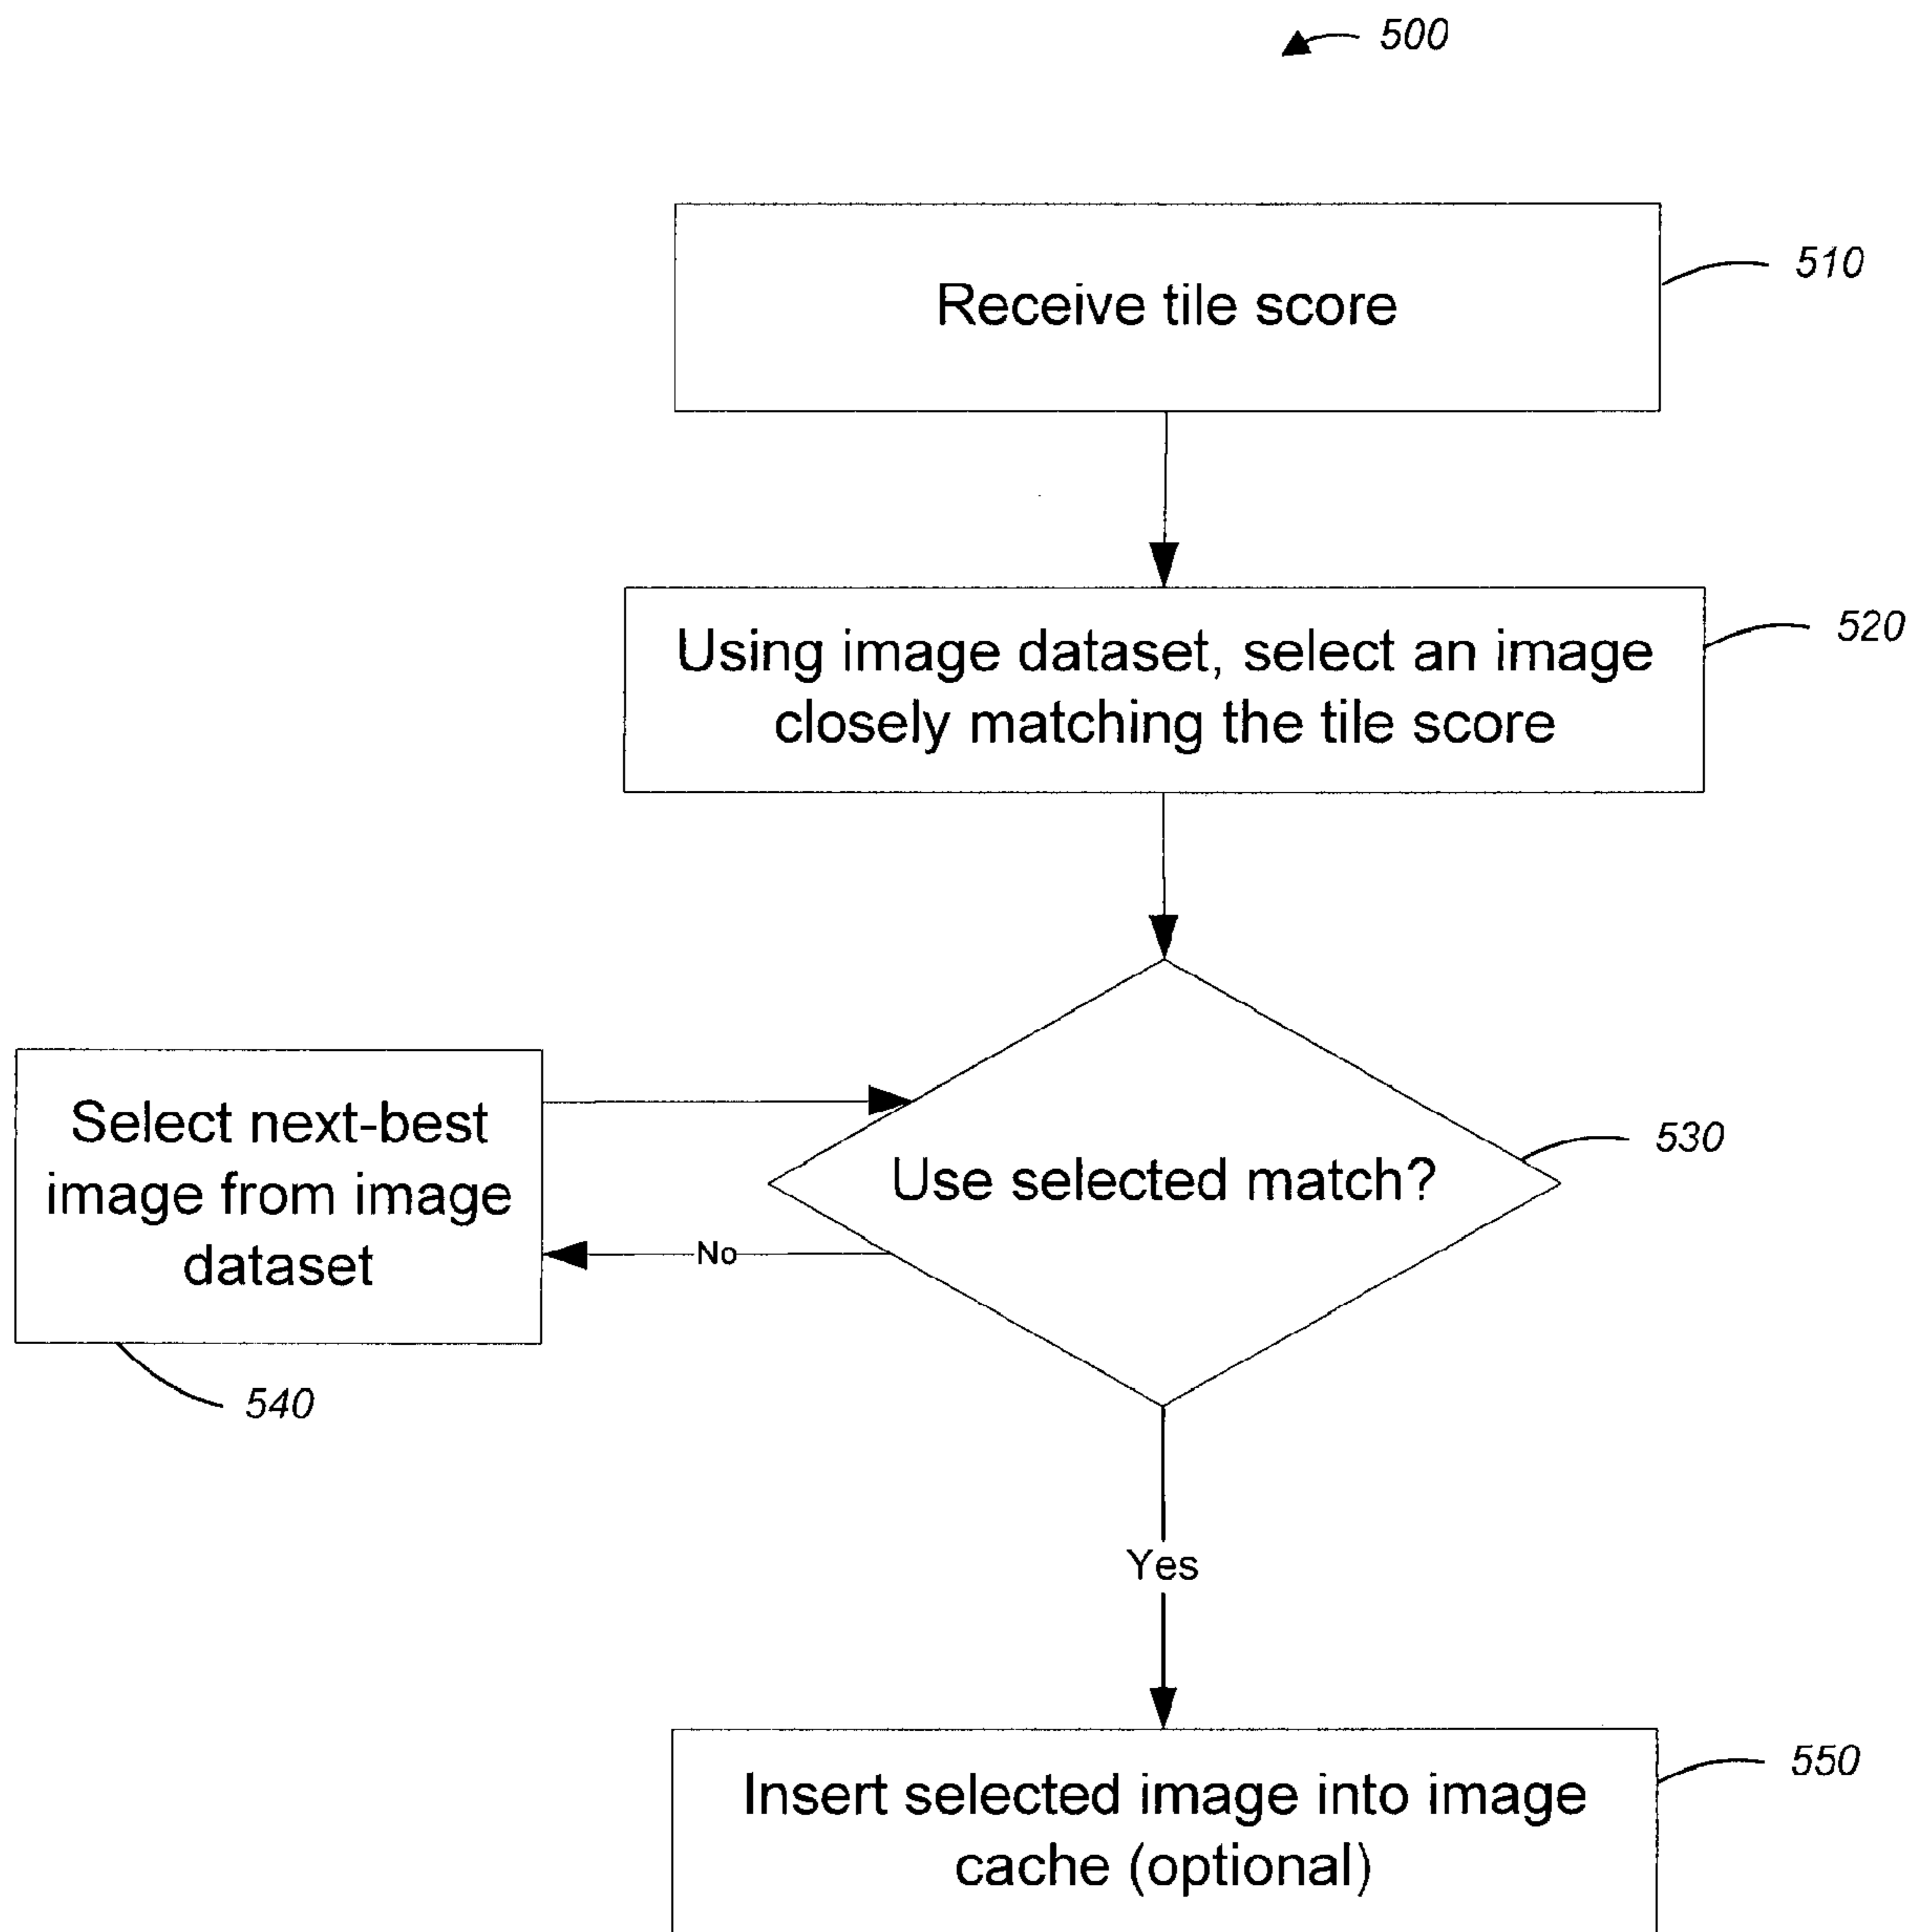 500
Receive tile score
510
Using image dataset, select an image
closely matching the tile score
520
Use selected match?
530
No
Select next-best
image from image
dataset
540
Yes
Insert selected image into image
cache (optional)
550